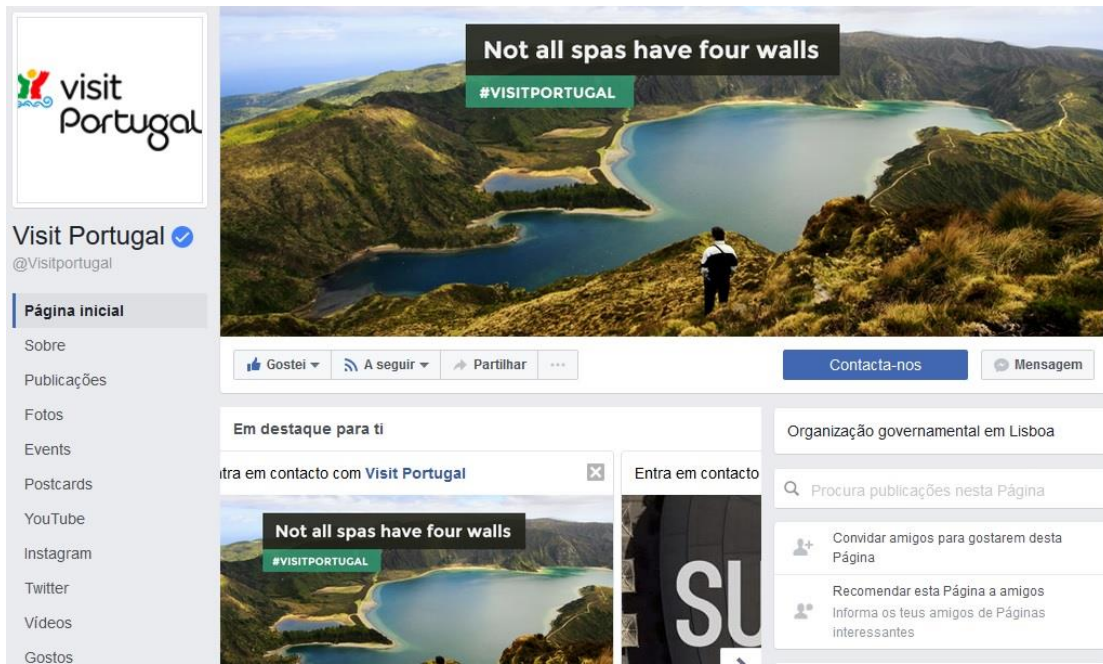 visit
Portugal
Visit Portugal
@Visitportugal
Página inicial
Sobre
Publicações
Fotos
Events
Postcards
YouTube
Instagram
Twitter
Vídeos
Gostos
Not all spas have four walls
#VISITPORTUGAL
Gostei
A seguir
Partilhar
...
Contacta-nos
Mensagem
Em destaque para ti
ntra em contacto com Visit Portugal
Not all spas have four walls
#VISITPORTUGAL
Entra em contacto
SU
Organização governamental em Lisboa
Procura publicações nesta Página
Convidar amigos para gostarem desta
Página
Recomendar esta Página a amigos
Informa os teus amigos de Páginas
interessantes